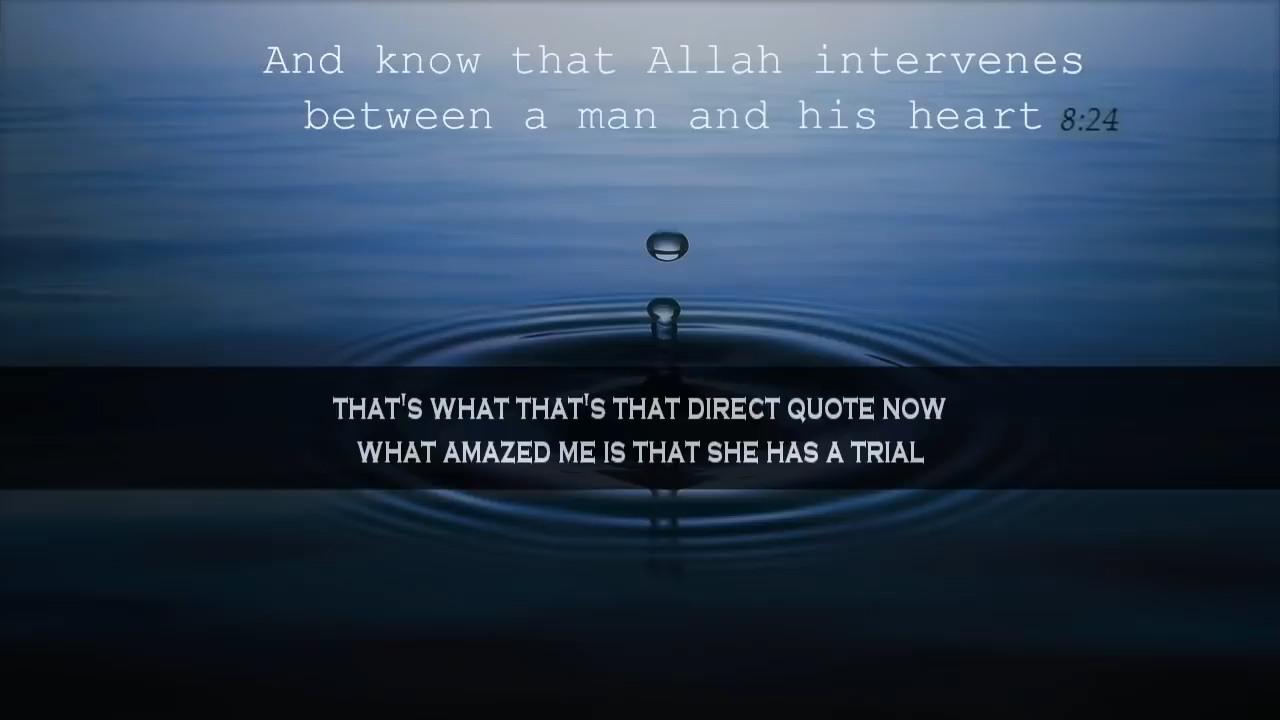 And know that Allah intervenes
between a man and his heart 8:24
THAT'S WHAT THAT'S THAT DIRECT QUOTE NOW
WHAT AMAZED ME IS THAT SHE HAS A TRIAL